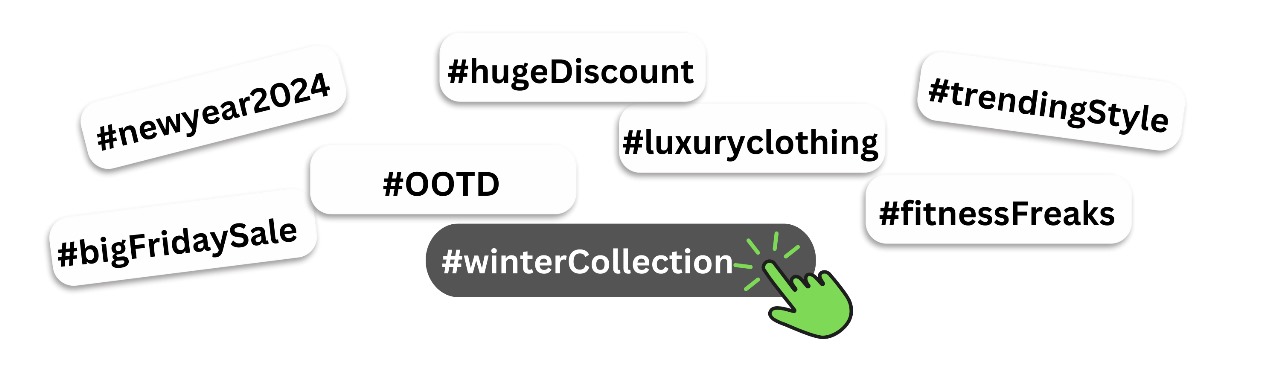 #newyear2024
#hugeDiscount
#trendingStyle
#luxuryclothing
#OOTD
#fitnessFreaks
#bigFridaySale
#winterCollection